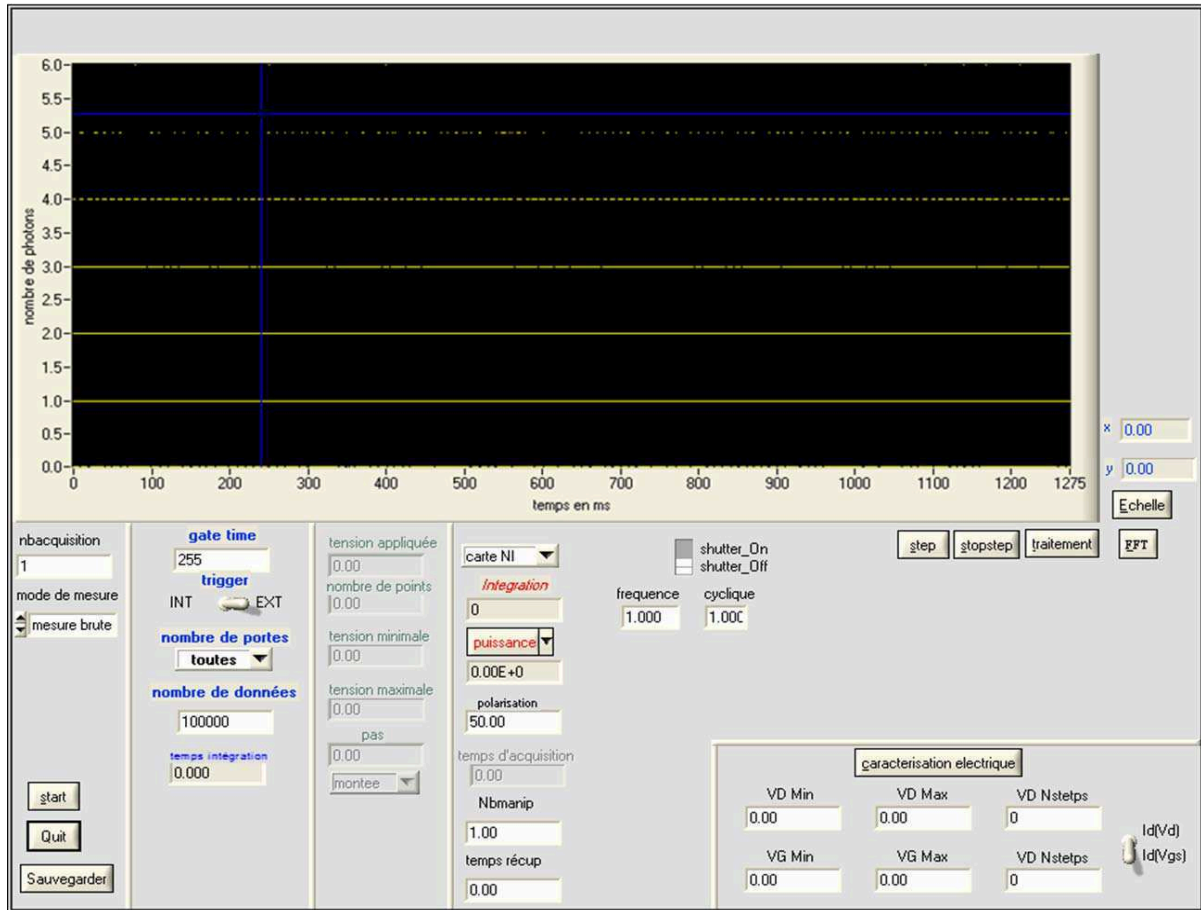 nombre de photons
6.0
5.5
5.0
4.5
4.0
3.5
3.0
2.5
2.0
1.5
1.0
0.5
0.0
0 100 200 300 400 500 600 700 800 900 1000 1100 1200 1275
temps en ms
x 0.00
y 0.00
Echelle
nbacquisition
1
mode de mesure
mesure brute
start
Quit
Sauvegarder
gate time
255
trigger
INT EXT
nombre de portes
toutes
nombre de données
100000
temps intégration
0.000
tension appliquée
0.00
nombre de points
0.00
tension minimale
0.00
tension maximale
0.00
pas
0.00
montee
carte NI
Integration
0
puissance
0.00E+0
polarisation
50.00
temps d'acquisition
0.00
Nbmanip
1.00
temps récup
0.00
shutter_On
shutter_Off
frequence cyclique
1.000 1.000
step stopstep traitement FFT
caracterisation electrique
VD Min VD Max VD Nstetps
0.00 0.00 0
VG Min VG Max VD Nstetps
0.00 0.00 0
Id(Vd)
Id(Vgs)